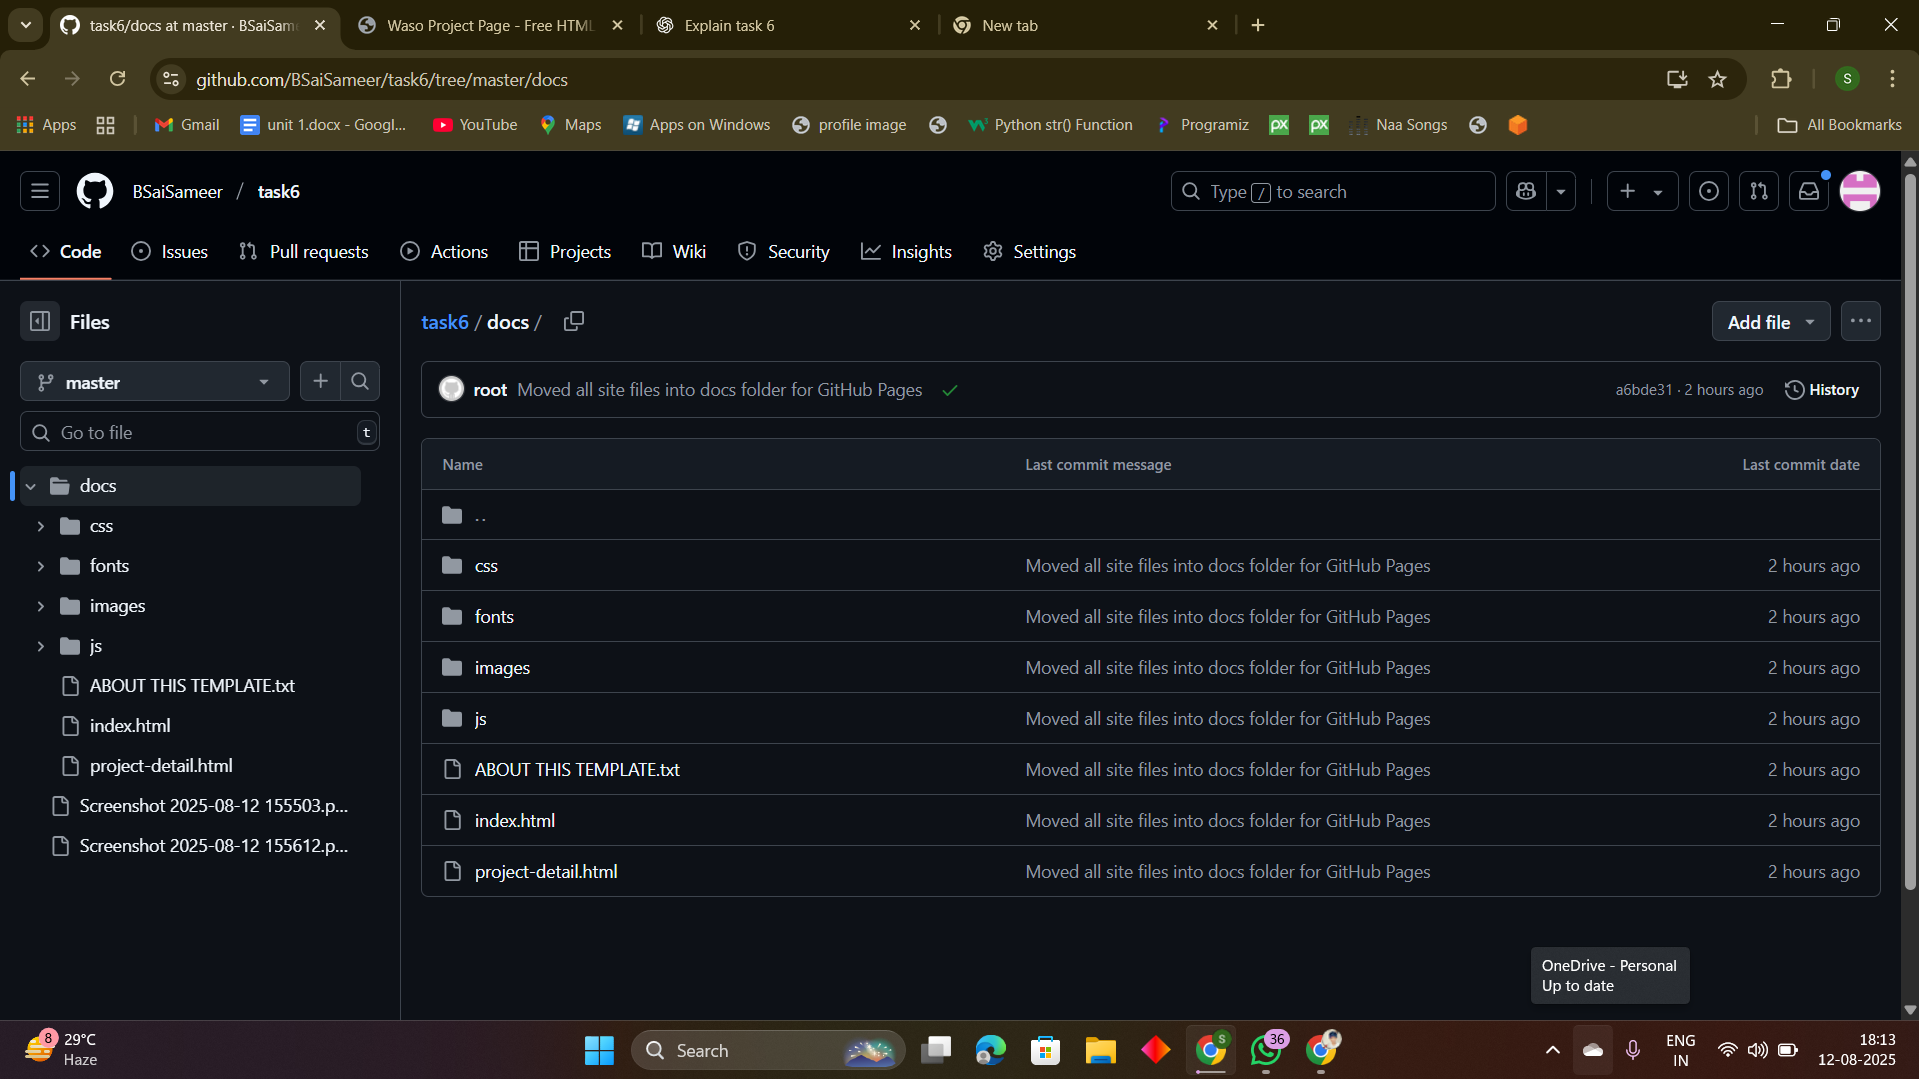 task6/docs at master · BSaiSam
Waso Project Page - Free HTML
Explain task 6
New tab
github.com/BSaiSameer/task6/tree/master/docs
S
Apps
Gmail
unit 1.docx - Googl...
YouTube
Maps
Apps on Windows
profile image
Python str() Function
Programiz
px
px
Naa Songs
All Bookmarks
BSaiSameer / task6
Type / to search
Code
Issues
Pull requests
Actions
Projects
Wiki
Security
Insights
Settings
Files
master
Go to file
t
docs
css
fonts
images
js
ABOUT THIS TEMPLATE.txt
index.html
project-detail.html
Screenshot 2025-08-12 155503.p...
Screenshot 2025-08-12 155612.p...
task6 / docs /
Add file
root Moved all site files into docs folder for GitHub Pages
a6bde31 · 2 hours ago
History
Name Last commit message Last commit date
..
css Moved all site files into docs folder for GitHub Pages 2 hours ago
fonts Moved all site files into docs folder for GitHub Pages 2 hours ago
images Moved all site files into docs folder for GitHub Pages 2 hours ago
js Moved all site files into docs folder for GitHub Pages 2 hours ago
ABOUT THIS TEMPLATE.txt Moved all site files into docs folder for GitHub Pages 2 hours ago
index.html Moved all site files into docs folder for GitHub Pages 2 hours ago
project-detail.html Moved all site files into docs folder for GitHub Pages 2 hours ago
OneDrive - Personal
Up to date
8
29°C
Haze
Search
S
36
ENG
IN
18:13
12-08-2025